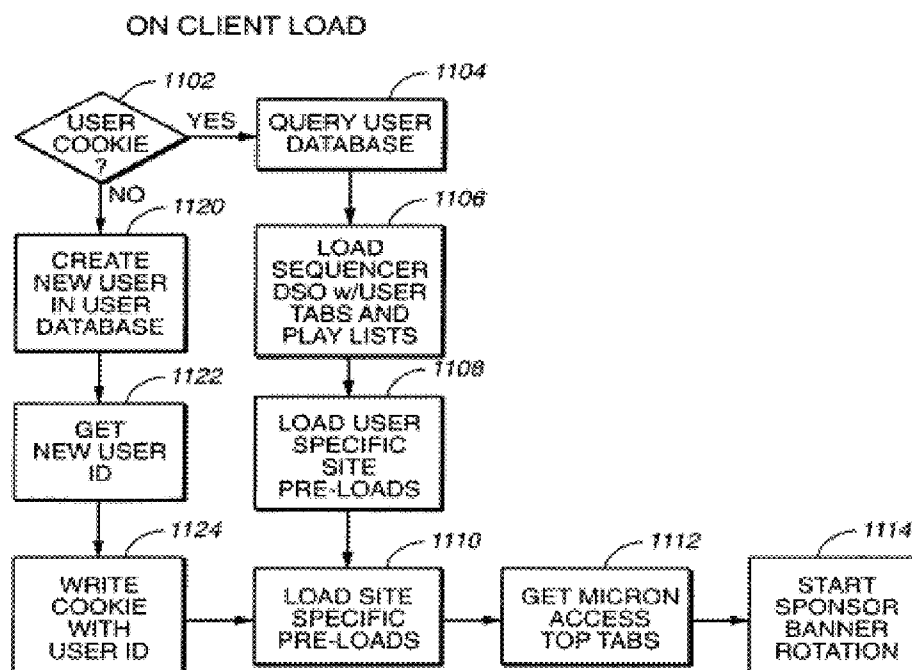 ON CLIENT LOAD
1102
USER
COOKIE
?
YES
NO
1104
QUERY USER
DATABASE
1120
CREATE
NEW USER
IN USER
DATABASE
1106
LOAD
SEQUENCER
DSO w/USER
TABS AND
PLAY LISTS
1122
GET
NEW USER
ID
1108
LOAD USER
SPECIFIC
SITE
PRE-LOADS
1124
WRITE
COOKIE
WITH
USER ID
1110
LOAD SITE
SPECIFIC
PRE-LOADS
1112
GET MICRON
ACCESS
TOP TABS
1114
START
SPONSOR
BANNER
ROTATION